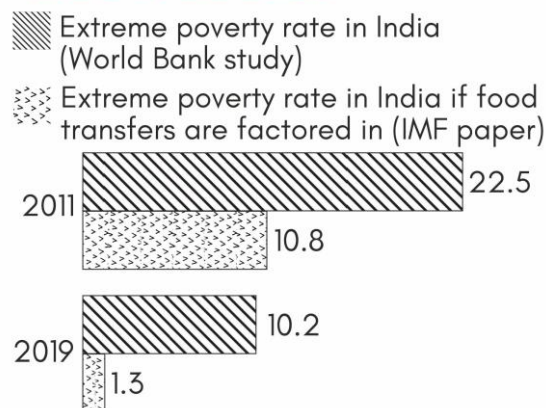 Extreme poverty rate in India
(World Bank study)
Extreme poverty rate in India if food
transfers are factored in (IMF paper)
2011
22.5
10.8
2019
10.2
1.3